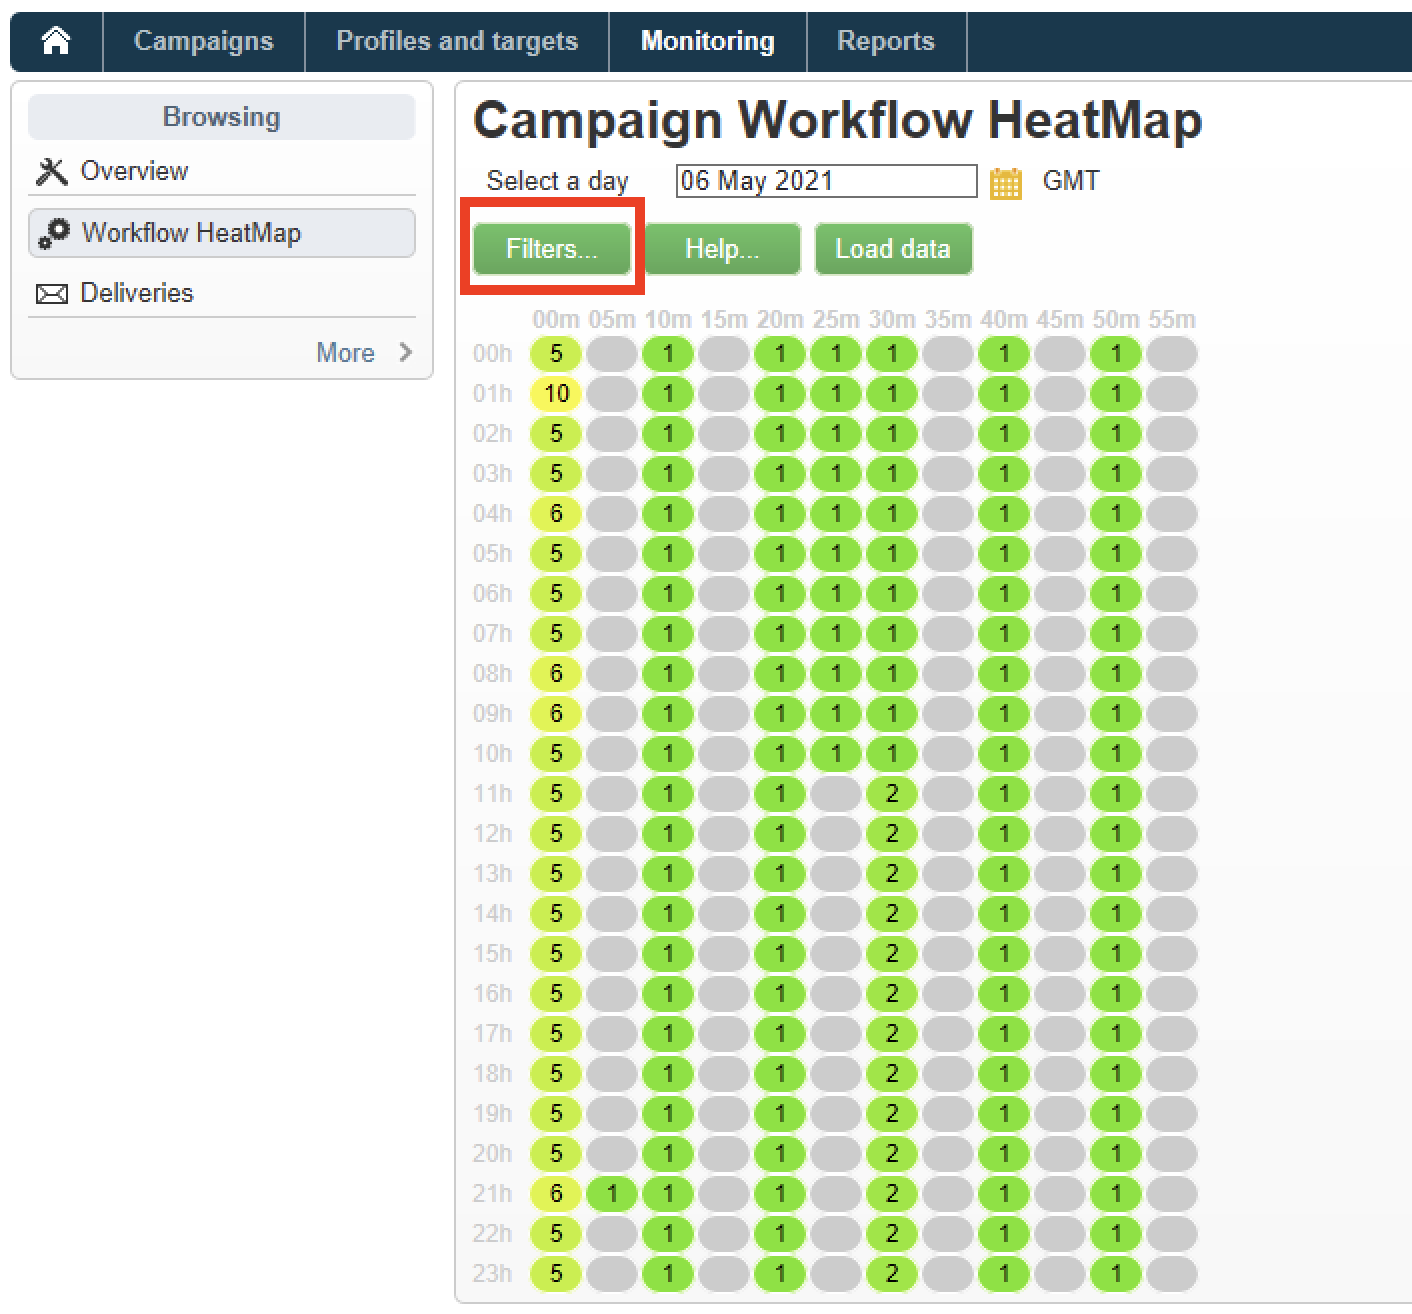 Campaigns Profiles and targets Monitoring Reports
Browsing
Overview
Workflow HeatMap
Deliveries
More
Campaign Workflow HeatMap
Select a day 06 May 2021 GMT
Filters... Help... Load data
00m 05m 10m 15m 20m 25m 30m 35m 40m 45m 50m 55m
00h 5 1 1 1 1 1 1
01h 10 1 1 1 1 1 1
02h 5 1 1 1 1 1 1
03h 5 1 1 1 1 1 1
04h 6 1 1 1 1 1 1
05h 5 1 1 1 1 1 1
06h 5 1 1 1 1 1 1
07h 5 1 1 1 1 1 1
08h 6 1 1 1 1 1 1
09h 6 1 1 1 1 1 1
10h 5 1 1 1 1 1 1
11h 5 1 1 2 1 1
12h 5 1 1 2 1 1
13h 5 1 1 2 1 1
14h 5 1 1 2 1 1
15h 5 1 1 2 1 1
16h 5 1 1 2 1 1
17h 5 1 1 2 1 1
18h 5 1 1 2 1 1
19h 5 1 1 2 1 1
20h 5 1 1 2 1 1
21h 6 1 1 1 2 1 1
22h 5 1 1 2 1 1
23h 5 1 1 2 1 1